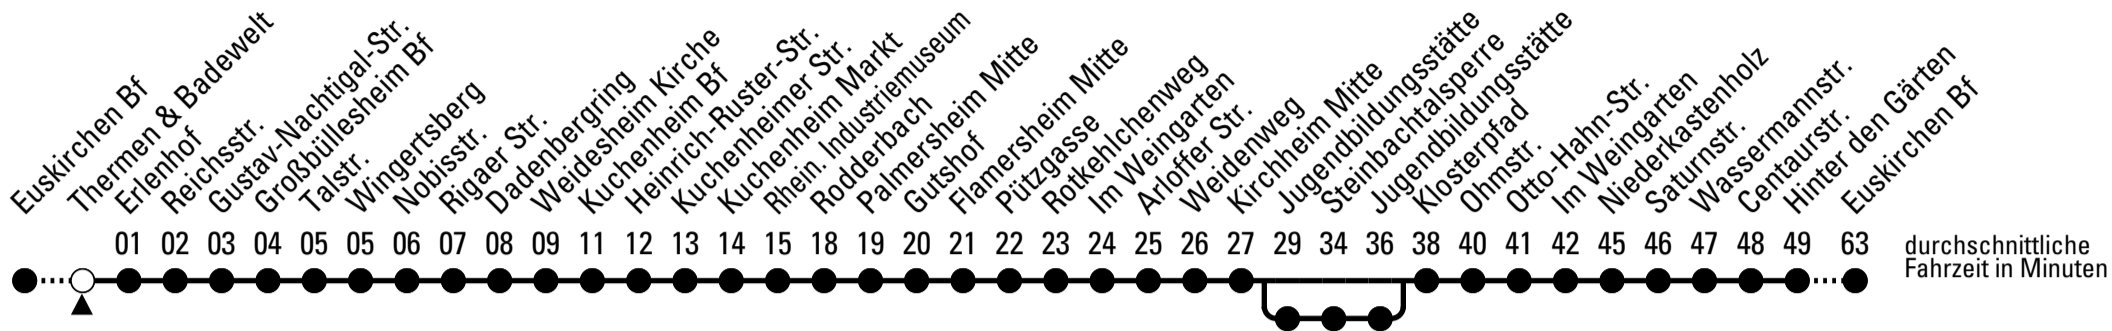 Euskirchen Bf
Thermen & Badewelt
Erlenhof
Reichsstr.
Gustav-Nachtigal-Str.
Großbüllesheim Bf
Talstr.
Wingertsberg
Nobisstr.
Rigaer Str.
Dadenbergring
Weidesheim Kirche
Kuchenheim Bf
Heinrich-Ruster-Str.
Kuchenheimer Str.
Kuchenheim Markt
Rhein. Industriemuseum
Rodderbach
Palmersheim Mitte
Gutshof
Flamersheim Mitte
Pützgasse
Rotkehlchenweg
Im Weingarten
Arloffer Str.
Weidenweg
Kirchheim Mitte
Jugendbildungsstätte
Steinbachtalsperre
Jugendbildungsstätte
Klosterpfad
Ohmstr.
Otto-Hahn-Str.
Im Weingarten
Niederkastenholz
Saturnstr.
Wassermannstr.
Centaurstr.
Hinter den Gärten
Euskirchen Bf
01 02 03 04 05 05 06 07 08 09 11 12 13 14 15 18 19 20 21 22 23 24 25 26 27 29 34 36 38 40 41 42 45 46 47 48 49 63
durchschnittliche
Fahrzeit in Minuten